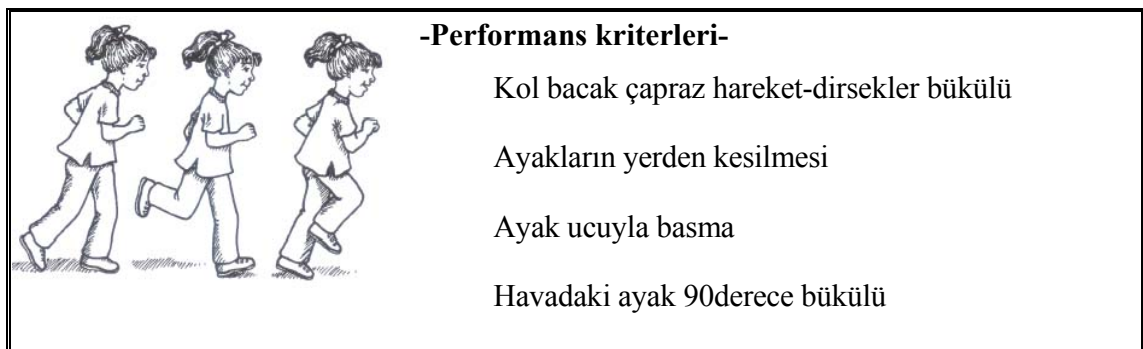 -Performans kriterleri-
Kol bacak çapraz hareket-dirsekler bükülü
Ayakların yerden kesilmesi
Ayak ucuyla basma
Havadaki ayak 90derece bükülü